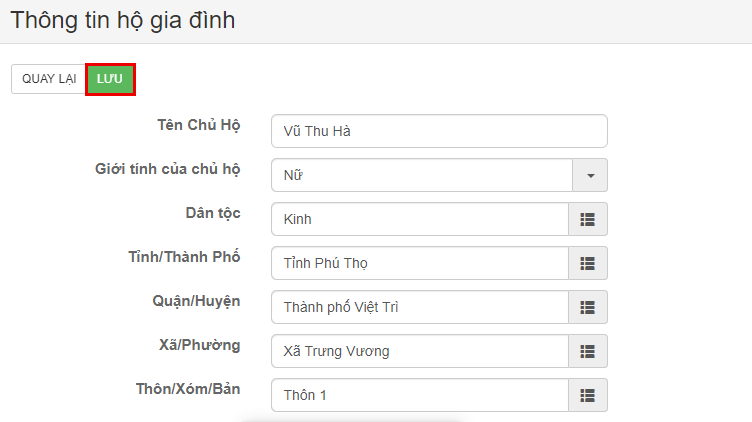 Thông tin hộ gia đình
QUAY LẠI LƯU
Tên Chủ Hộ Vũ Thu Hà
Giới tính của chủ hộ Nữ
Dân tộc Kinh
Tỉnh/Thành Phố Tỉnh Phú Thọ
Quận/Huyện Thành phố Việt Trì
Xã/Phường Xã Trưng Vương
Thôn/Xóm/Bản Thôn 1